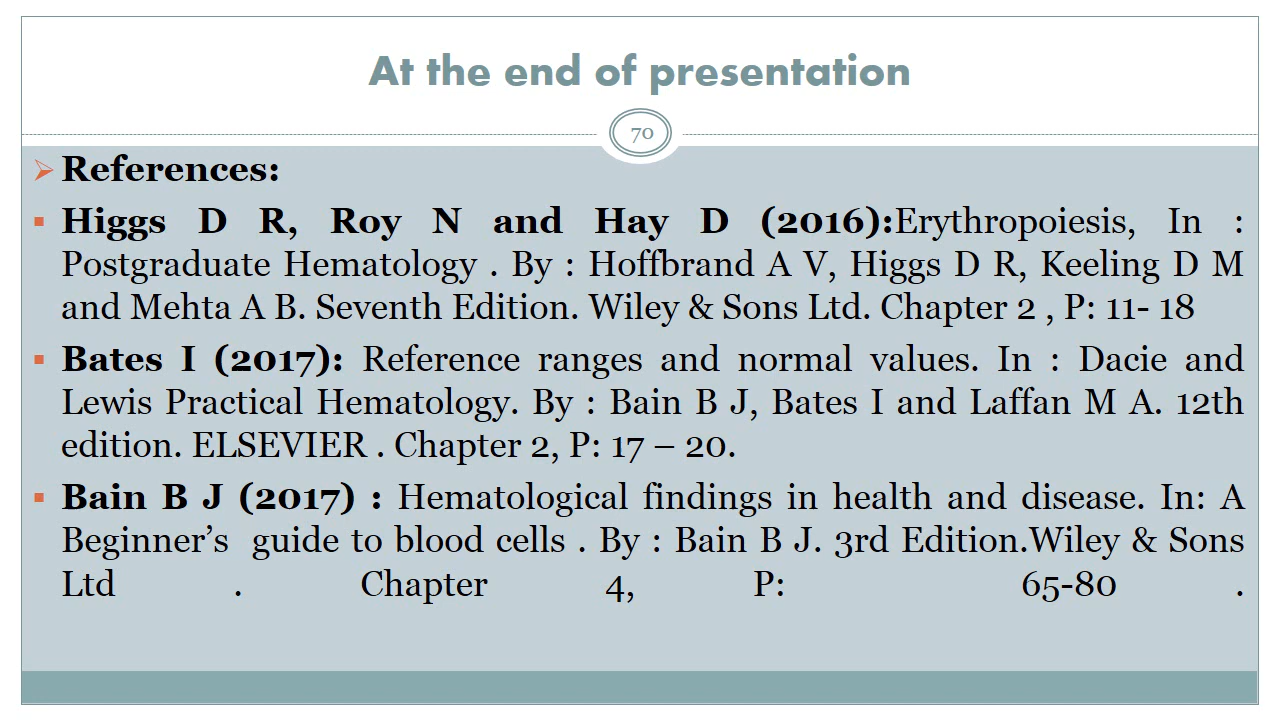 At the end of presentation
70
References:
Higgs D R, Roy N and Hay D (2016):Erythropoiesis, In :
Postgraduate Hematology . By : Hoffbrand A V, Higgs D R, Keeling D M
and Mehta A B. Seventh Edition. Wiley & Sons Ltd. Chapter 2 , P: 11- 18
Bates I (2017): Reference ranges and normal values. In : Dacie and
Lewis Practical Hematology. By : Bain B J, Bates I and Laffan M A. 12th
edition. ELSEVIER . Chapter 2, P: 17 – 20.
Bain B J (2017) : Hematological findings in health and disease. In: A
Beginner’s guide to blood cells . By : Bain B J. 3rd Edition.Wiley & Sons
Ltd . Chapter 4, P: 65-80 .